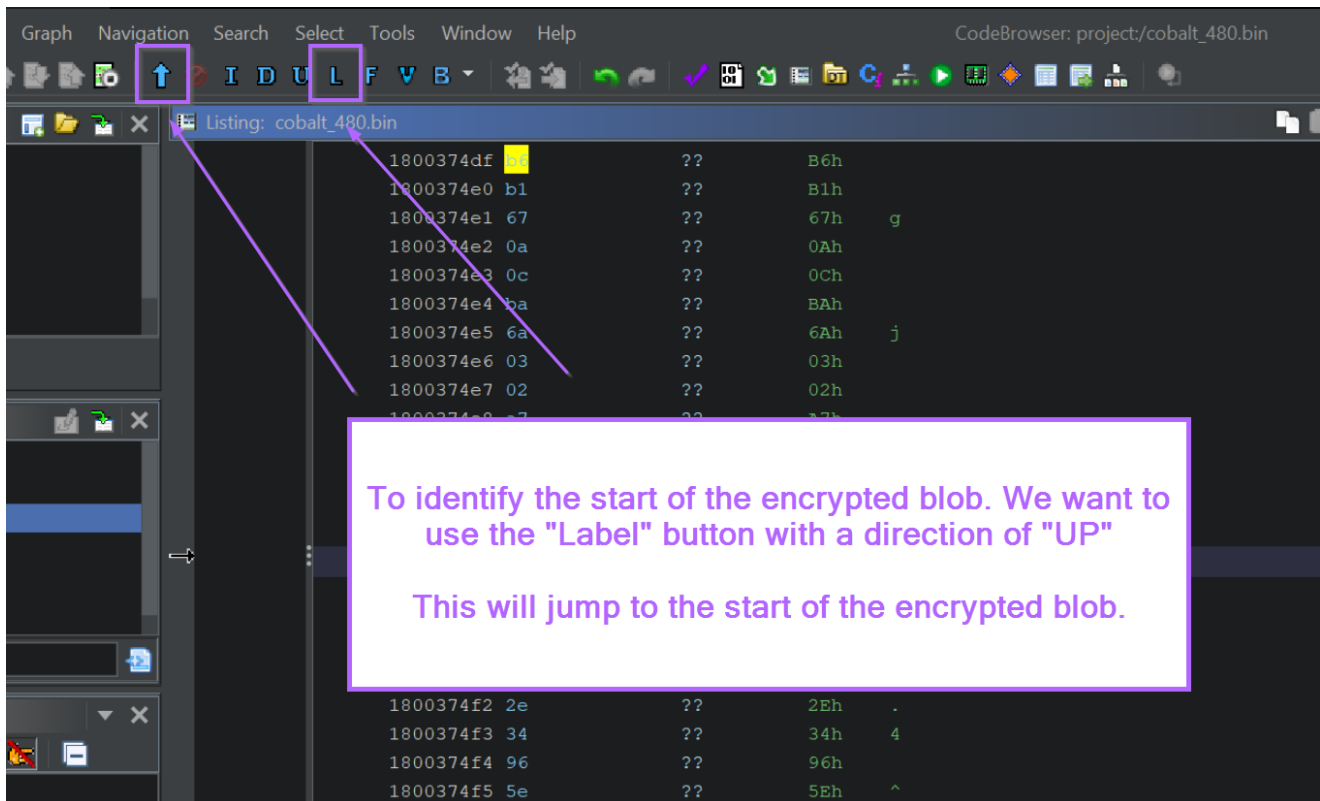 Graph Navigation Search Select Tools Window Help CodeBrowser: project:/cobalt_480.bin
I D U L F V B
Listing: cobalt_480.bin
1800374df b6 ?? B6h
1800374e0 b1 ?? B1h
1800374e1 67 ?? 67h g
1800374e2 0a ?? 0Ah
1800374e3 0c ?? 0Ch
1800374e4 ba ?? BAh
1800374e5 6a ?? 6Ah j
1800374e6 03 ?? 03h
1800374e7 02 ?? 02h
1800374e8 a7 ?? A7h
To identify the start of the encrypted blob. We want to
use the "Label" button with a direction of "UP"
This will jump to the start of the encrypted blob.
1800374f2 2e ?? 2Eh .
1800374f3 34 ?? 34h 4
1800374f4 96 ?? 96h
1800374f5 5e ?? 5Eh ^